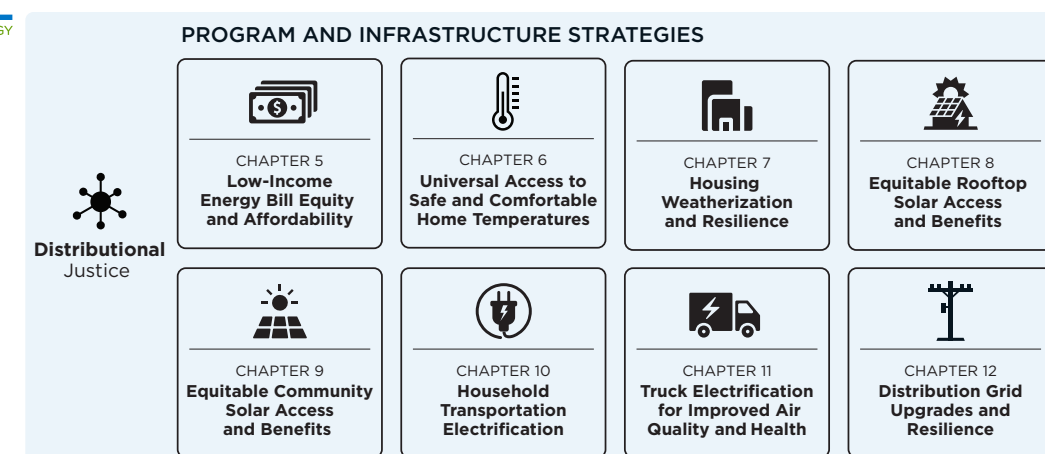 GY
PROGRAM AND INFRASTRUCTURE STRATEGIES
Distributional
Justice
$
CHAPTER 5
Low-Income
Energy Bill Equity
and Affordability
CHAPTER 6
Universal Access to
Safe and Comfortable
Home Temperatures
CHAPTER 7
Housing
Weatherization
and Resilience
CHAPTER 8
Equitable Rooftop
Solar Access
and Benefits
CHAPTER 9
Equitable Community
Solar Access
and Benefits
CHAPTER 10
Household
Transportation
Electrification
CHAPTER 11
Truck Electrification
for Improved Air
Quality and Health
CHAPTER 12
Distribution Grid
Upgrades and
Resilience